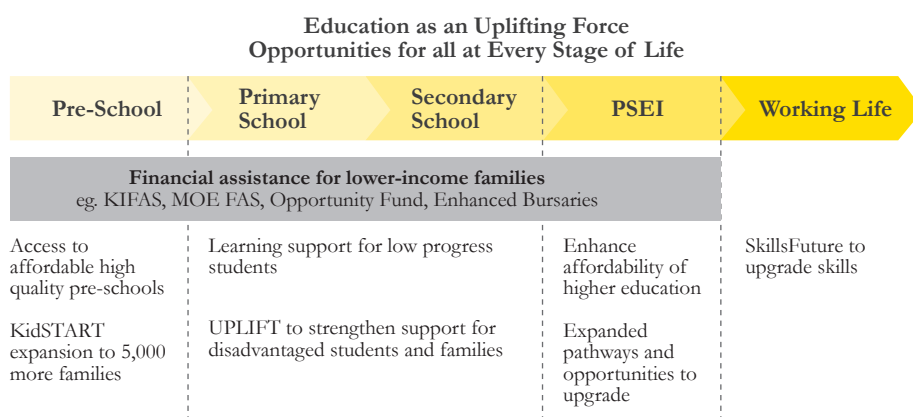 Education as an Uplifting Force
Opportunities for all at Every Stage of Life
Pre-School
Primary
School
Secondary
School
PSEI
Working Life
Financial assistance for lower-income families
eg. KIFAS, MOE FAS, Opportunity Fund, Enhanced Bursaries
Access to
affordable high
quality pre-schools
KidSTART
expansion to 5,000
more families
Learning support for low progress
students
UPLIFT to strengthen support for
disadvantaged students and families
Enhance
affordability of
higher education
Expanded
pathways and
opportunities to
upgrade
SkillsFuture to
upgrade skills